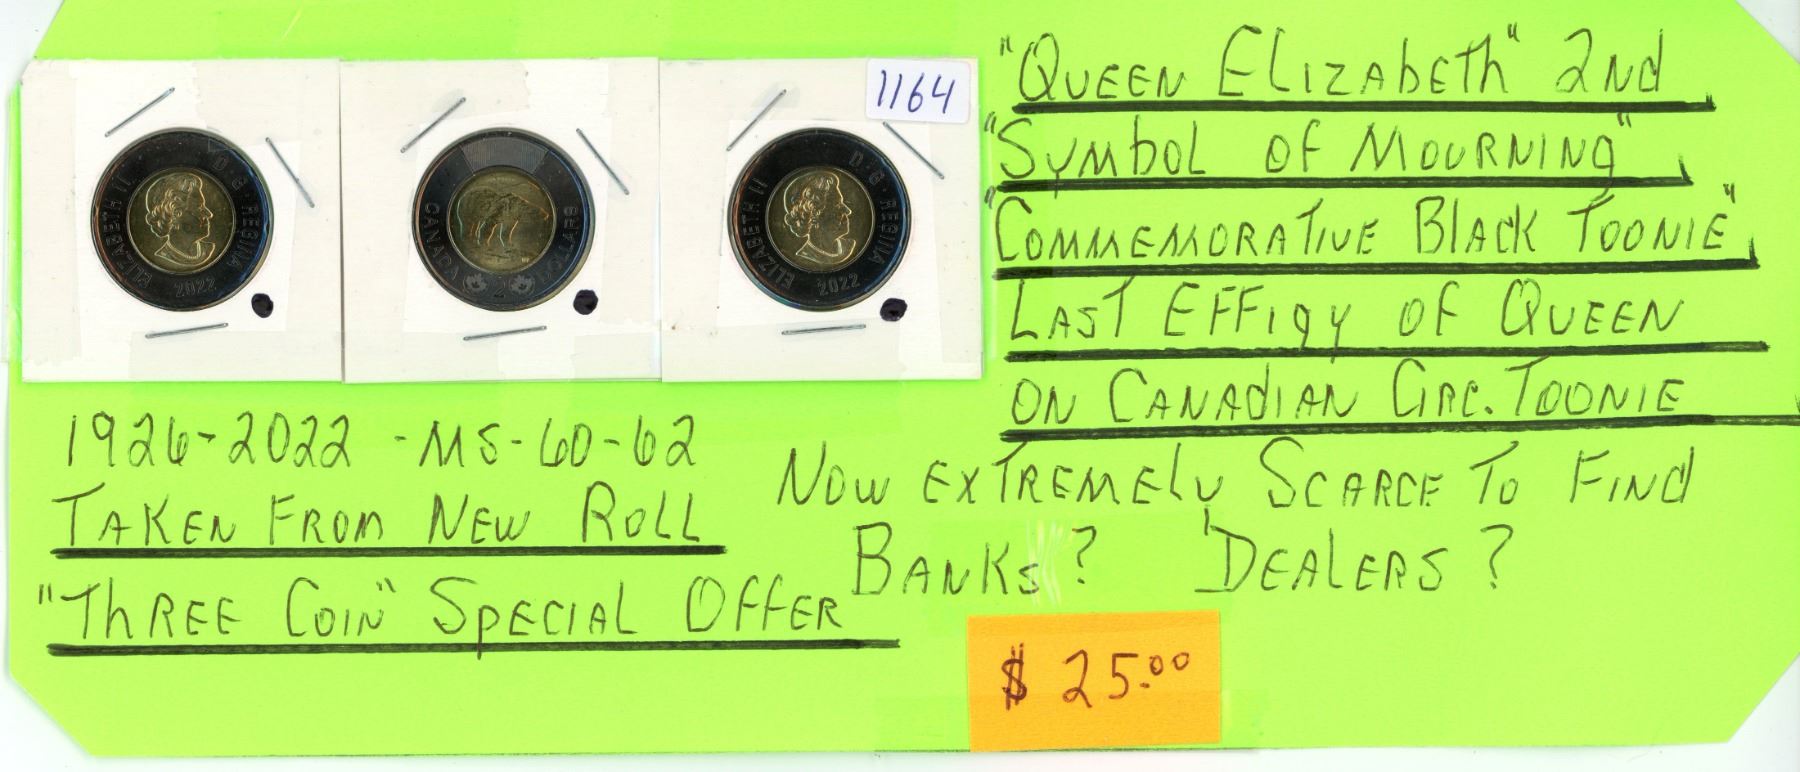 1164
ELIZABETH II D·G·REGINA
2022
CANADA 2 DOLLARS
ELIZABETH II D·G·REGINA
2022
"QUEEN ELIZABETH" 2ND
"SYMBOL OF MOURNING"
"COMMEMORATIVE BLACK TOONIE"
LAST EFFIGY OF QUEEN
ON CANADIAN CIRC. TOONIE
1926-2022 - MS-60-62
TAKEN FROM NEW ROLL
"THREE COIN" SPECIAL OFFER
NOW EXTREMELY SCARCE TO FIND
BANKS? DEALERS?
$ 25.00